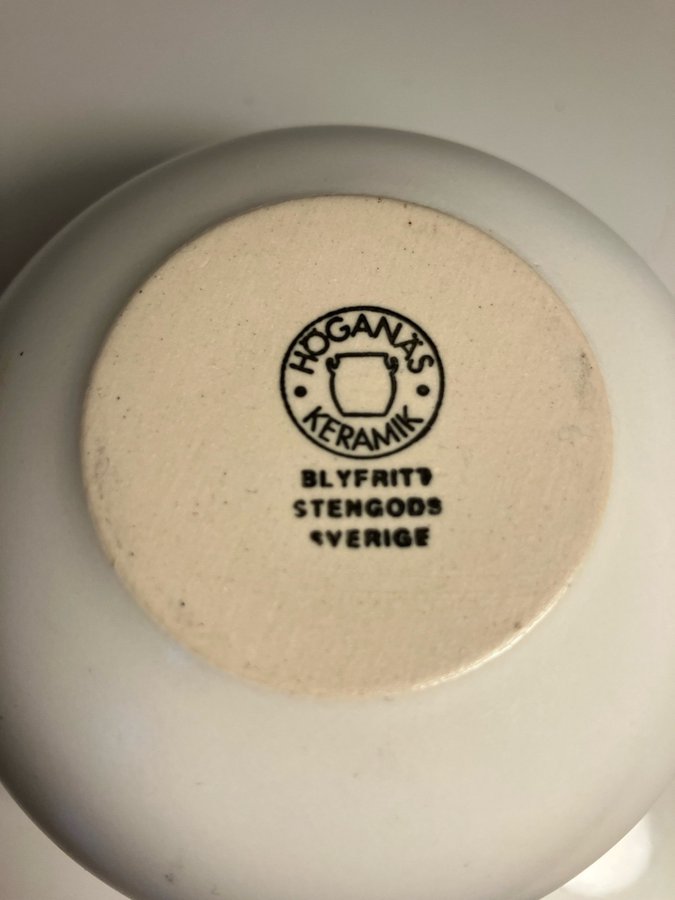 HÖGANÄS
KERAMIK
BLYFRITT
STENGODS
SVERIGE